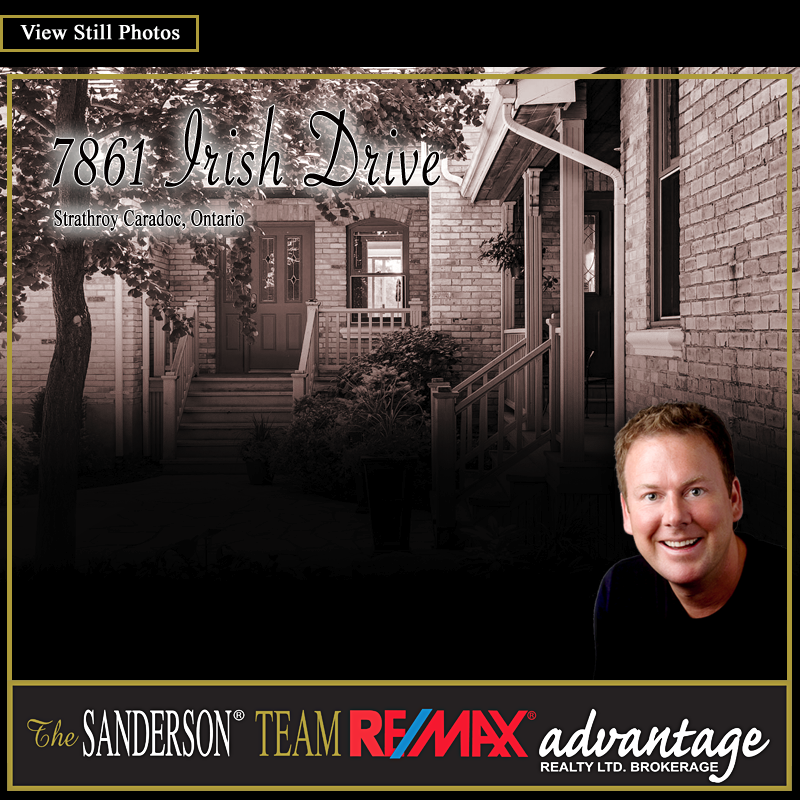 View Still Photos
7861 Irish Drive
Strathroy Caradoc, Ontario
The SANDERSON® TEAM RE/MAX® advantage
REALTY LTD. BROKERAGE